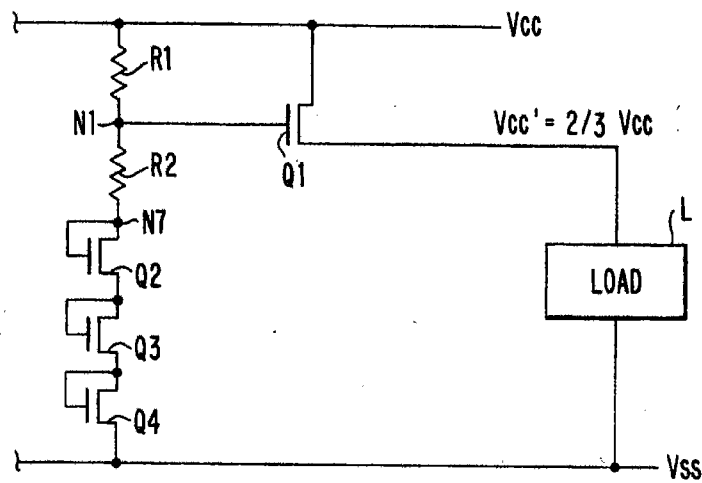 Vcc
R1
N1
Q1
Vcc' = 2/3 Vcc
R2
N7
L
Q2
LOAD
Q3
Q4
Vss